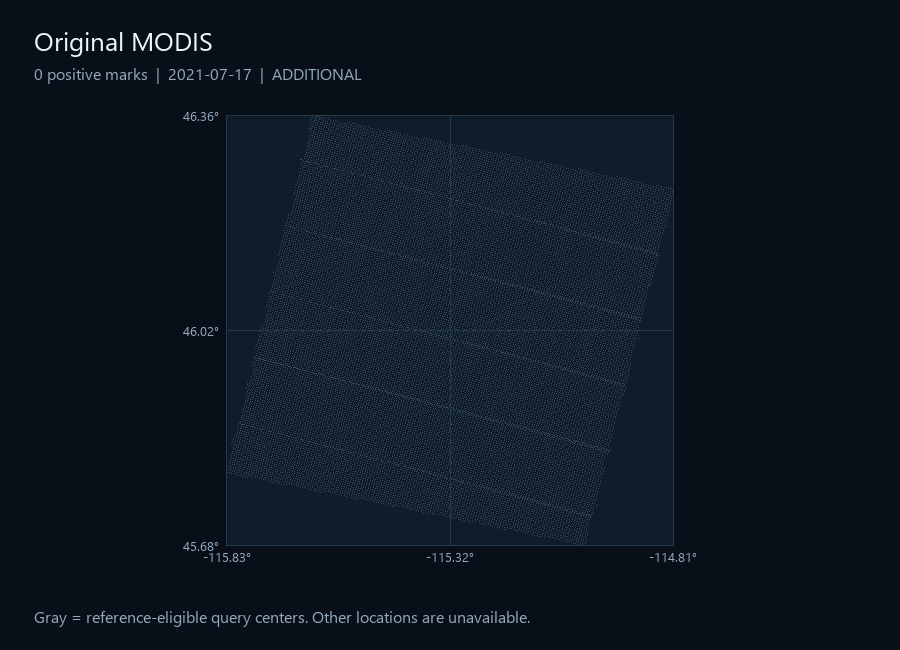 Original MODIS
0 positive marks | 2021-07-17 | ADDITIONAL
46.36°
46.02°
45.68°
-115.83°
-115.32°
-114.81°
Gray = reference-eligible query centers. Other locations are unavailable.